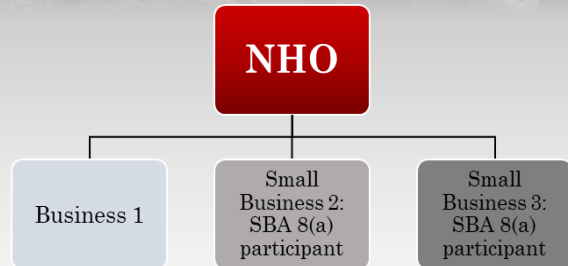 NHO
Business 1
Small
Business 2:
SBA 8(a)
participant
Small
Business 3:
SBA 8(a)
participant